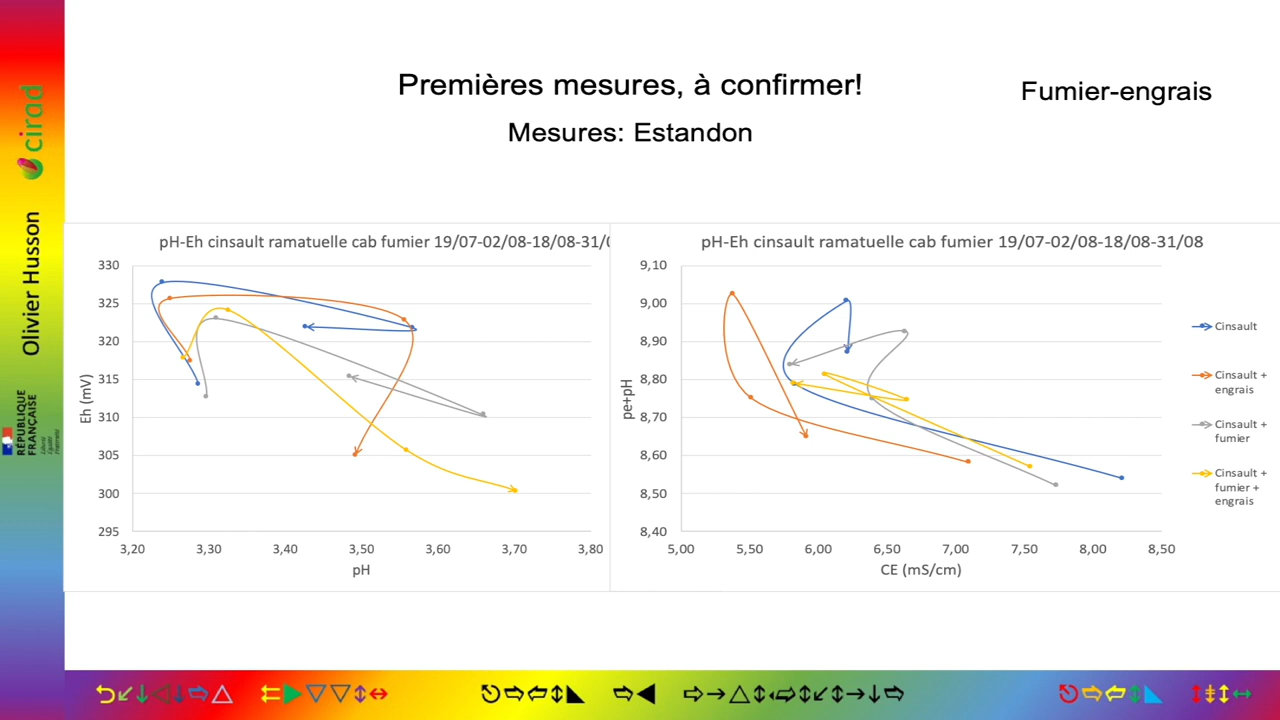 Premières mesures, à confirmer!
Fumier-engrais
Mesures: Estandon
cirad
Olivier Husson
RÉPUBLIQUE
FRANÇAISE
Liberté
Égalité
Fraternité
pH-Eh cinsault ramatuelle cab fumier 19/07-02/08-18/08-31/0
330
325
320
315
310
305
300
295
Eh (mV)
3,20 3,30 3,40 3,50 3,60 3,70 3,80
pH
pH-Eh cinsault ramatuelle cab fumier 19/07-02/08-18/08-31/08
9,10
9,00
8,90
8,80
8,70
8,60
8,50
8,40
pe+pH
5,00 5,50 6,00 6,50 7,00 7,50 8,00 8,50
CE (mS/cm)
Cinsault
Cinsault +
engrais
Cinsault +
fumier
Cinsault +
fumier +
engrais